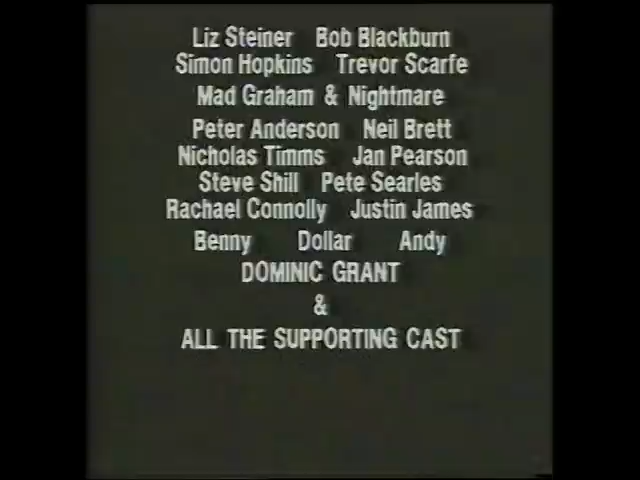 Liz Steiner Bob Blackburn
Simon Hopkins Trevor Scarfe
Mad Graham & Nightmare
Peter Anderson Neil Brett
Nicholas Timms Jan Pearson
Steve Shill Pete Searles
Rachael Connolly Justin James
Benny Dollar Andy
DOMINIC GRANT
&
ALL THE SUPPORTING CAST